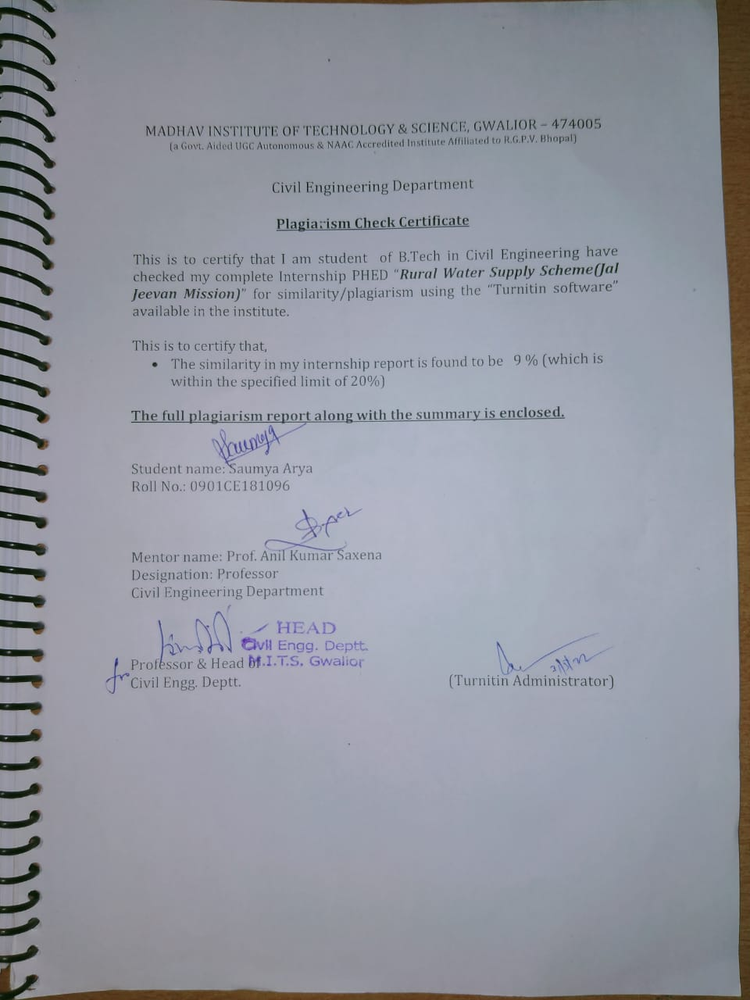 MADHAV INSTITUTE OF TECHNOLOGY & SCIENCE, GWALIOR – 474005
(a Govt. Aided UGC Autonomous & NAAC Accredited Institute Affiliated to R.G.P.V. Bhopal)
Civil Engineering Department
Plagiarism Check Certificate
This is to certify that I am student of B.Tech in Civil Engineering have
checked my complete Internship PHED “Rural Water Supply Scheme(Jal
Jeevan Mission)” for similarity/plagiarism using the “Turnitin software”
available in the institute.
This is to certify that,
• The similarity in my internship report is found to be 9 % (which is
within the specified limit of 20%)
The full plagiarism report along with the summary is enclosed.
Saumya
Student name: Saumya Arya
Roll No.: 0901CE181096
Mentor name: Prof. Anil Kumar Saxena
Designation: Professor
Civil Engineering Department
HEAD
Civil Engg. Deptt.
M.I.T.S. Gwalior
for Professor & Head of
Civil Engg. Deptt.
(Turnitin Administrator)